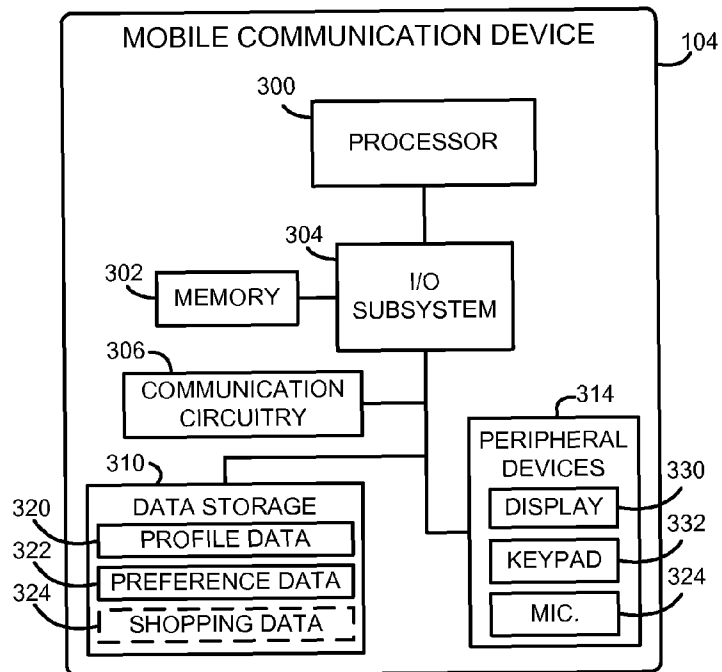 MOBILE COMMUNICATION DEVICE
104
300
PROCESSOR
304
I/O
SUBSYSTEM
302
MEMORY
306
COMMUNICATION
CIRCUITRY
314
PERIPHERAL
DEVICES
330
DISPLAY
332
KEYPAD
324
MIC.
310
DATA STORAGE
320
PROFILE DATA
322
PREFERENCE DATA
324
SHOPPING DATA